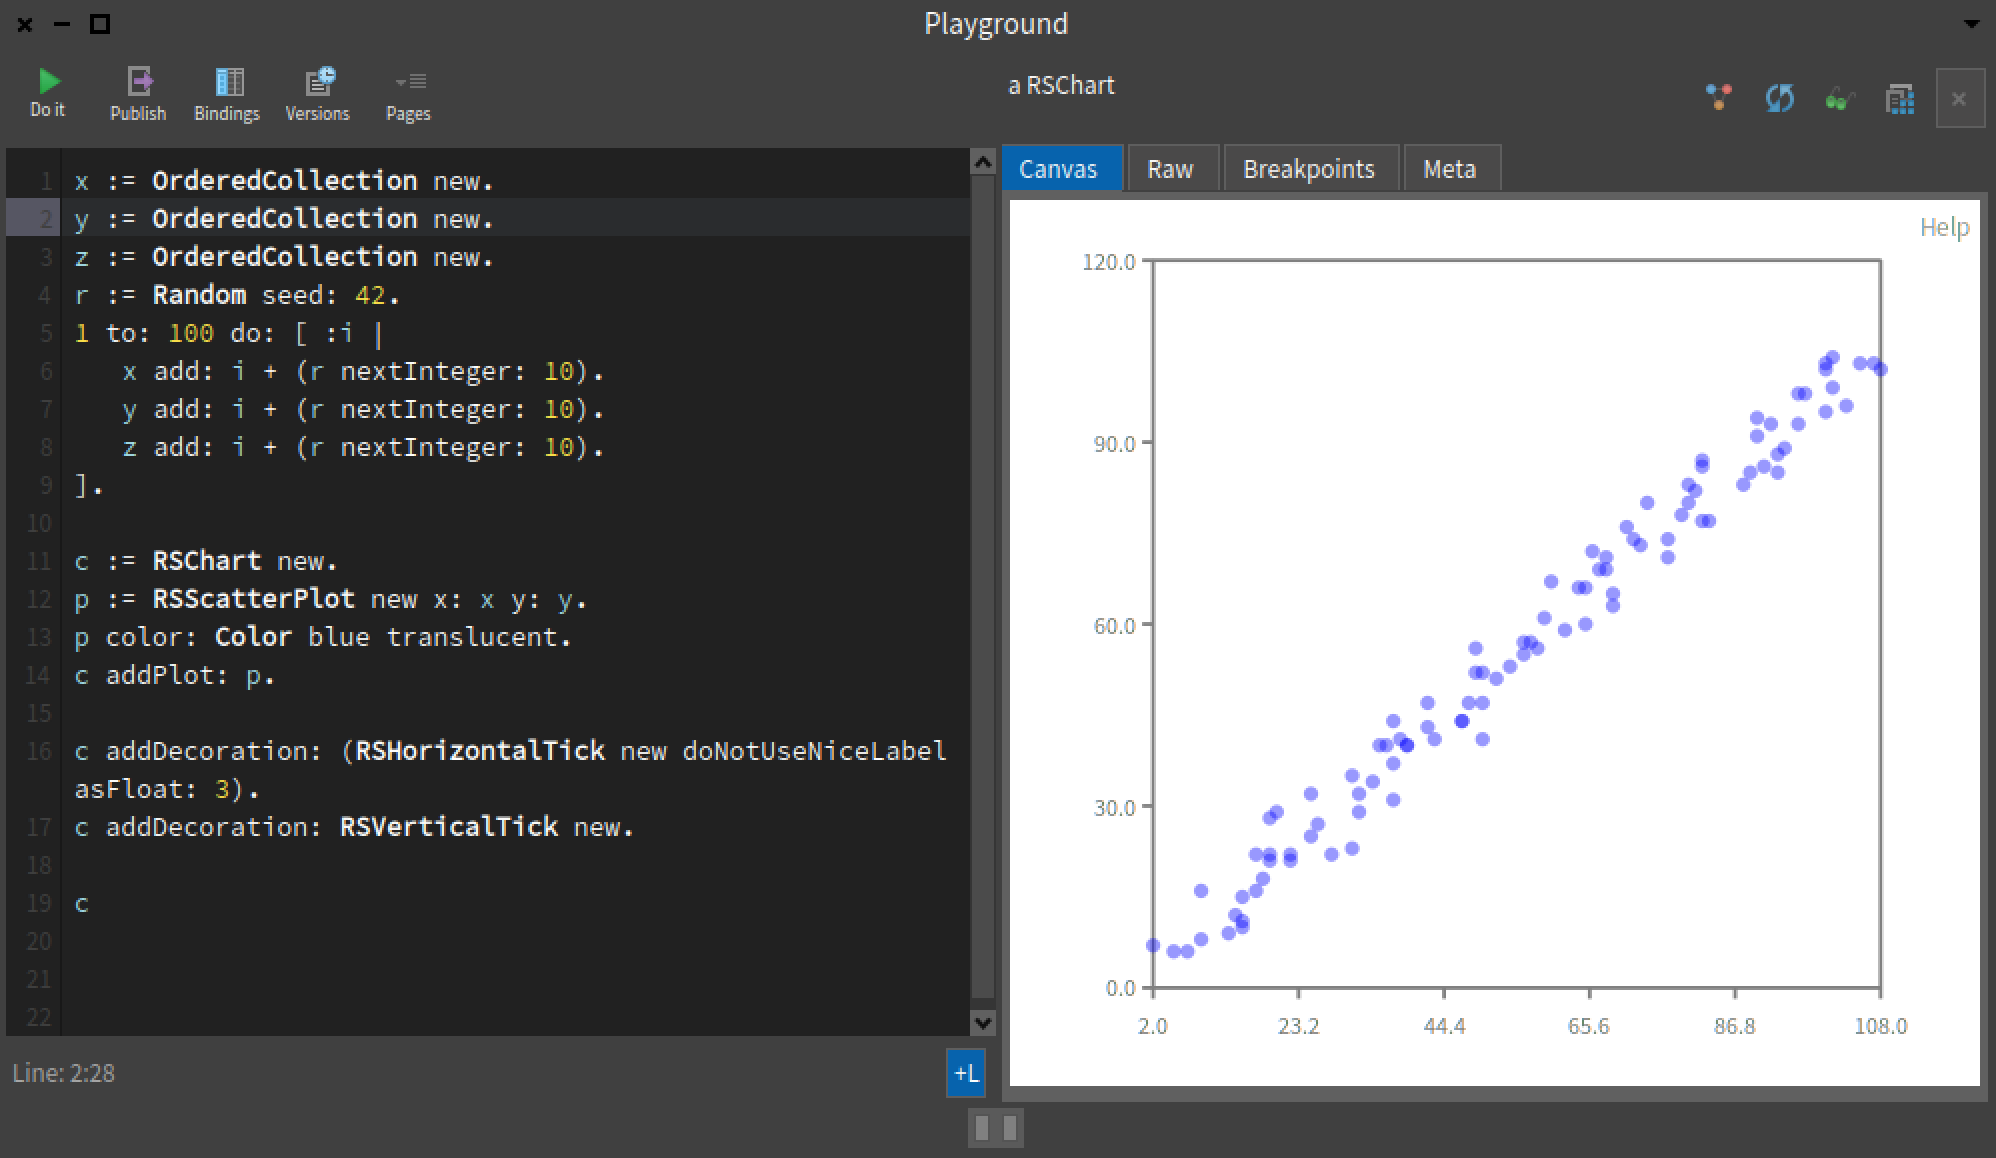 Playground
Do it
Publish
Bindings
Versions
Pages
a RSChart
1 x := OrderedCollection new.
2 y := OrderedCollection new.
3 z := OrderedCollection new.
4 r := Random seed: 42.
5 1 to: 100 do: [ :i |
6 x add: i + (r nextInteger: 10).
7 y add: i + (r nextInteger: 10).
8 z add: i + (r nextInteger: 10).
9 ].
10
11 c := RSChart new.
12 p := RSScatterPlot new x: x y: y.
13 p color: Color blue translucent.
14 c addPlot: p.
15
16 c addDecoration: (RSHorizontalTick new doNotUseNiceLabel
asFloat: 3).
17 c addDecoration: RSVerticalTick new.
18
19 c
20
21
22
Line: 2:28
+L
Canvas
Raw
Breakpoints
Meta
Help
120.0
90.0
60.0
30.0
0.0
2.0
23.2
44.4
65.6
86.8
108.0